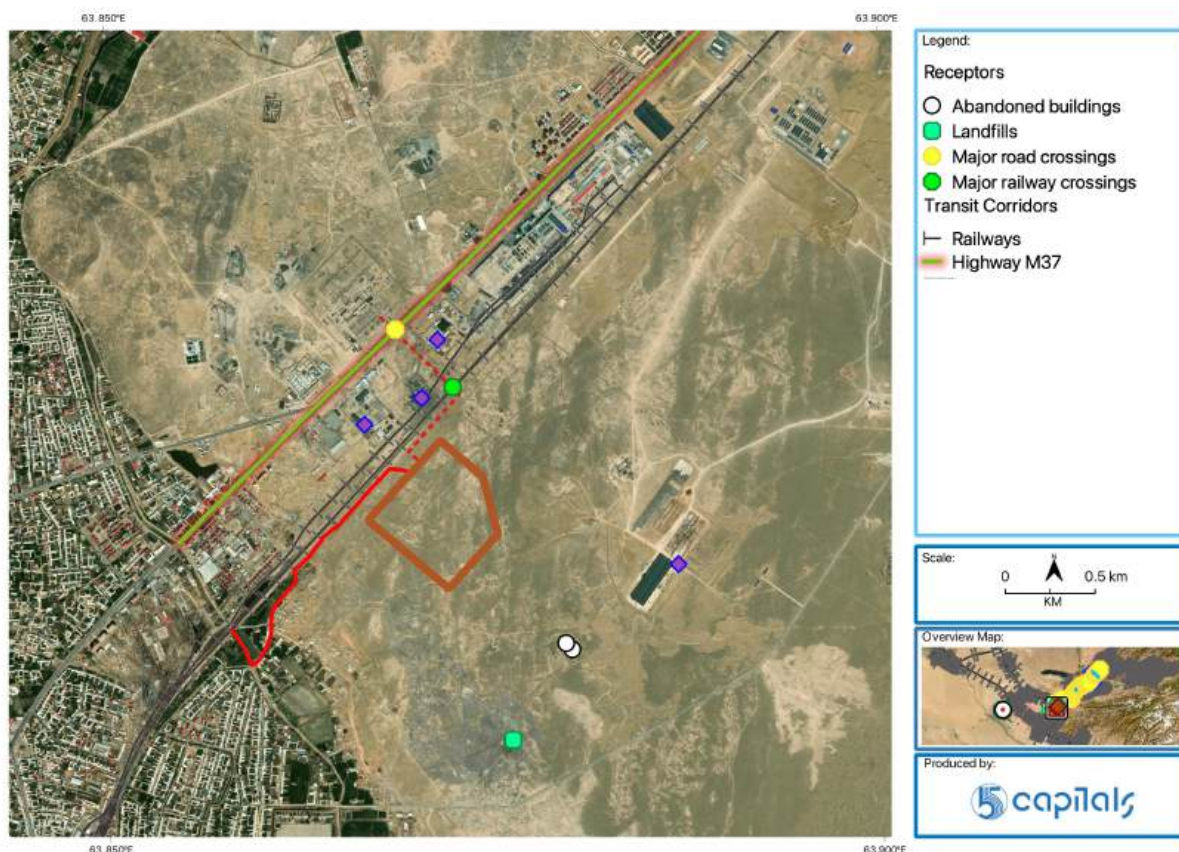 63.850°E
63.900°E
Legend:
Receptors
Abandoned buildings
Landfills
Major road crossings
Major railway crossings
Transit Corridors
Railways
Highway M37
Scale:
N
0
0.5 km
KM
Overview Map:
Produced by:
5 capitals
63.850°E
63.900°E